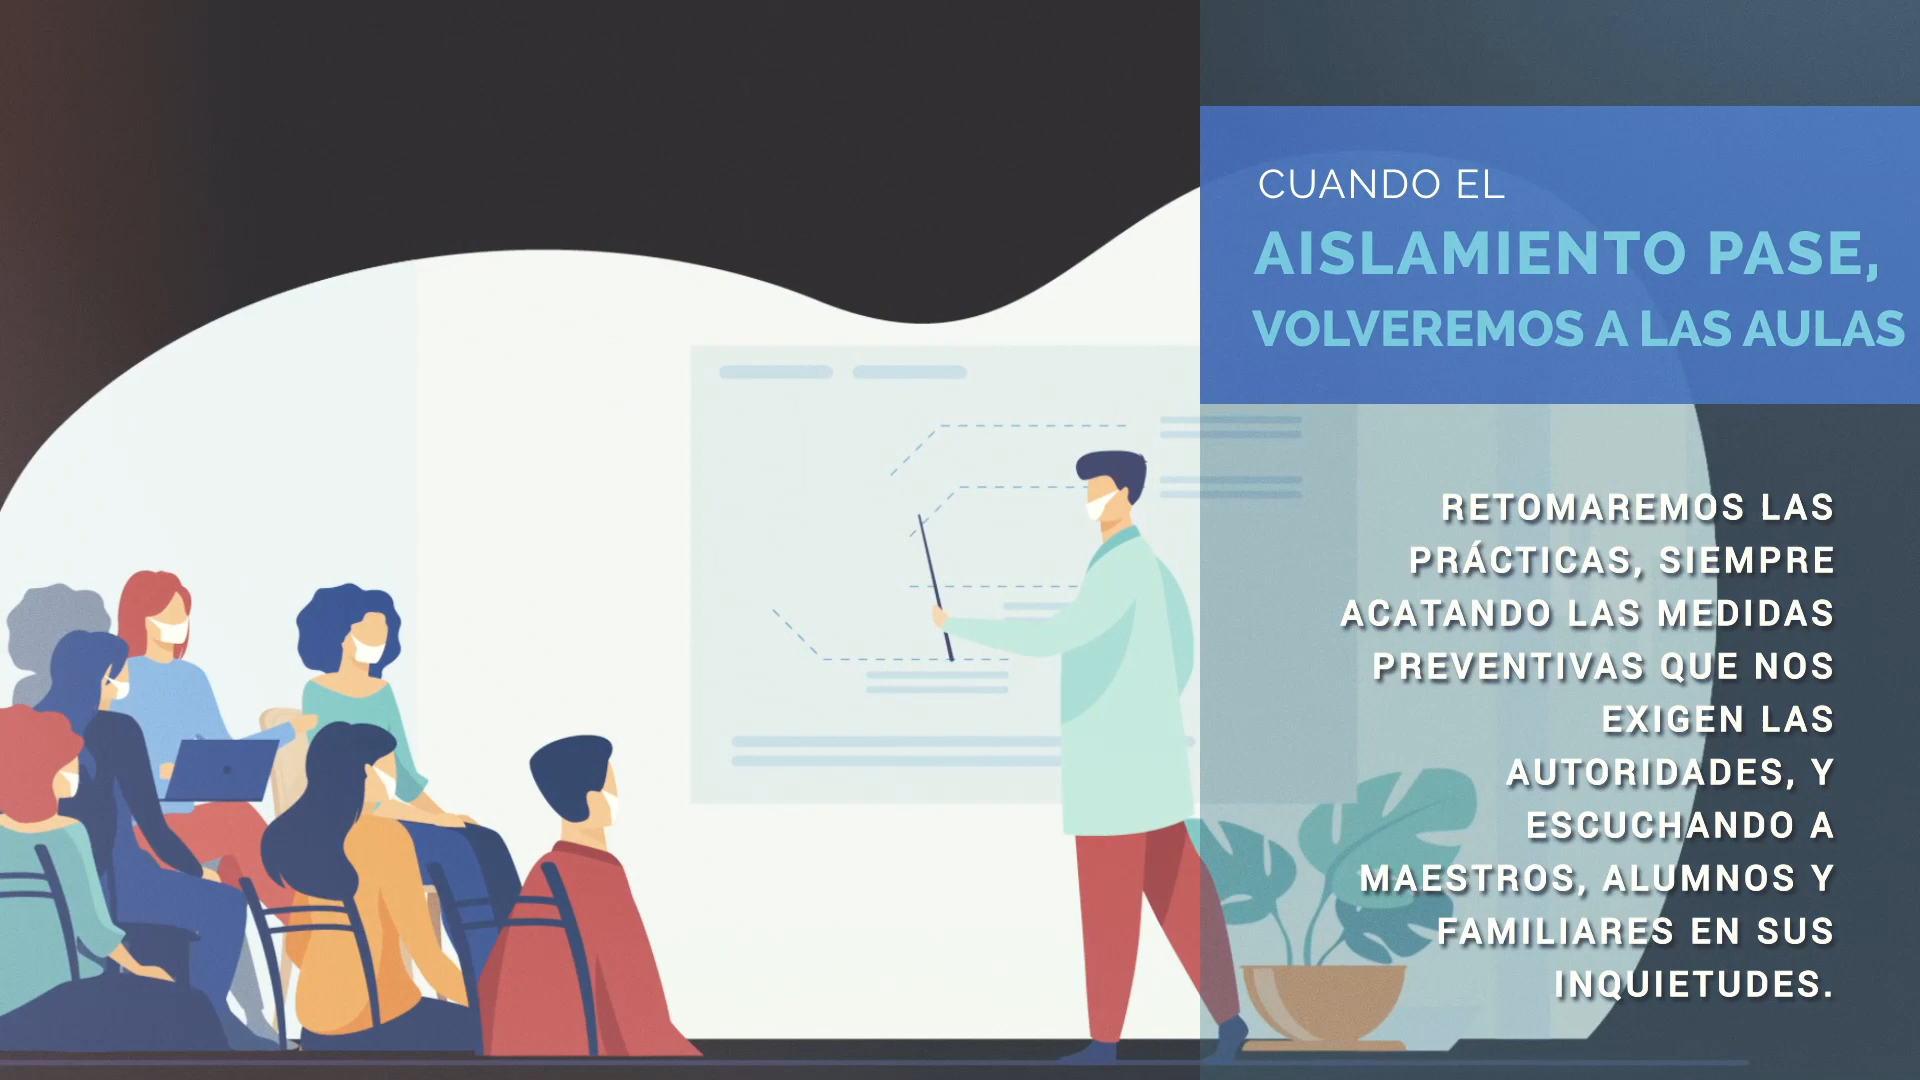 CUANDO EL
AISLAMIENTO PASE,
VOLVEREMOS A LAS AULAS
RETOMAREMOS LAS
PRÁCTICAS, SIEMPRE
ACATANDO LAS MEDIDAS
PREVENTIVAS QUE NOS
EXIGEN LAS
AUTORIDADES, Y
ESCUCHANDO A
MAESTROS, ALUMNOS Y
FAMILIARES EN SUS
INQUIETUDES.